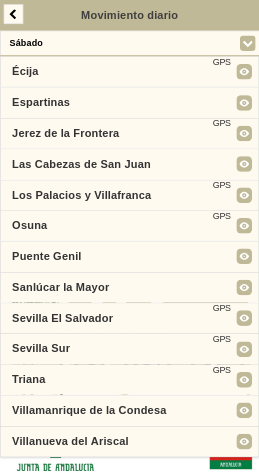 Movimiento diario
Sábado
GPS
Écija
Espartinas
GPS
Jerez de la Frontera
Las Cabezas de San Juan
GPS
Los Palacios y Villafranca
GPS
Osuna
Puente Genil
Sanlúcar la Mayor
GPS
Sevilla El Salvador
GPS
Sevilla Sur
GPS
Triana
Villamanrique de la Condesa
Villanueva del Ariscal
JUNTA DE ANDALUCIA
ANDALUCIA